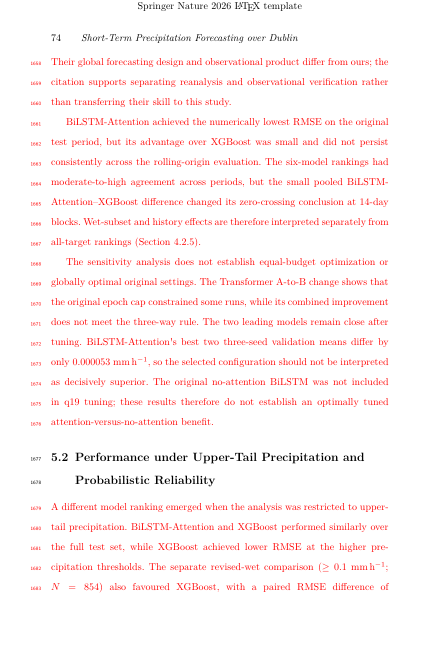 Springer Nature 2026 LATEX template
74 Short-Term Precipitation Forecasting over Dublin
1658 Their global forecasting design and observational product differ from ours; the
1659 citation supports separating reanalysis and observational verification rather
1660 than transferring their skill to this study.
1661 BiLSTM-Attention achieved the numerically lowest RMSE on the original
1662 test period, but its advantage over XGBoost was small and did not persist
1663 consistently across the rolling-origin evaluation. The six-model rankings had
1664 moderate-to-high agreement across periods, but the small pooled BiLSTM-
1665 Attention–XGBoost difference changed its zero-crossing conclusion at 14-day
1666 blocks. Wet-subset and history effects are therefore interpreted separately from
1667 all-target rankings (Section 4.2.5).
1668 The sensitivity analysis does not establish equal-budget optimization or
1669 globally optimal original settings. The Transformer A-to-B change shows that
1670 the original epoch cap constrained some runs, while its combined improvement
1671 does not meet the three-way rule. The two leading models remain close after
1672 tuning. BiLSTM-Attention's best two three-seed validation means differ by
1673 only 0.000053 mm h⁻¹, so the selected configuration should not be interpreted
1674 as decisively superior. The original no-attention BiLSTM was not included
1675 in q19 tuning; these results therefore do not establish an optimally tuned
1676 attention-versus-no-attention benefit.
1677 5.2 Performance under Upper-Tail Precipitation and
1678 Probabilistic Reliability
1679 A different model ranking emerged when the analysis was restricted to upper-
1680 tail precipitation. BiLSTM-Attention and XGBoost performed similarly over
1681 the full test set, while XGBoost achieved lower RMSE at the higher pre-
1682 cipitation thresholds. The separate revised-wet comparison (≥ 0.1 mm h⁻¹;
1683 N = 854) also favoured XGBoost, with a paired RMSE difference of